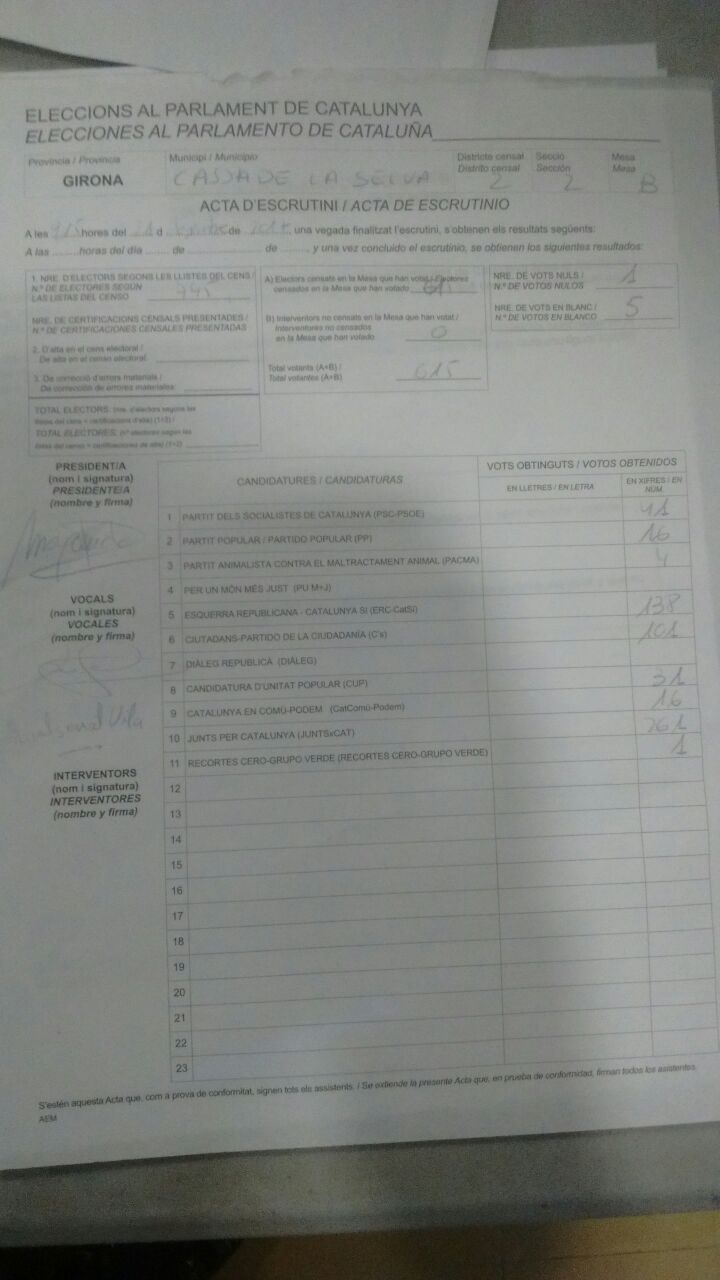 ELECCIONS AL PARLAMENT DE CATALUNYA
ELECCIONES AL PARLAMENTO DE CATALUÑA
Província / Provincia Municipi / Municipio Districte censal Secció Mesa
Distrito censal Sección Mesa
GIRONA CASSA DE LA SELVA 2 2 B
ACTA D'ESCRUTINI / ACTA DE ESCRUTINIO
A les hores del 21 d de 2017 una vegada finalitzat l'escrutini, s'obtenen els resultats següents:
A las ........ horas del día ...... de ........................ de ........, y una vez concluido el escrutinio, se obtienen los siguientes resultados:
1. NRE. D'ELECTORS SEGONS LES LLISTES DEL CENS /
N.º DE ELECTORES SEGÚN
LAS LISTAS DEL CENSO
NRE. DE CERTIFICACIONS CENSALS PRESENTADES /
N.º DE CERTIFICACIONES CENSALES PRESENTADAS
2. D'alta en el cens electoral /
De alta en el censo electoral.
3. De correcció d'errors materials /
De corrección de errores materiales:
TOTAL ELECTORS: (nre. d'electors segons les
llistes del cens + certificacions d'alta) (1+2) /
TOTAL ELECTORES: (nº electores según las
listas del censo + certificaciones de alta) (1+2)
A) Electors censats en la Mesa que han votat / Electores
censados en la Mesa que han votado 615
B) Interventors no censats en la Mesa que han votat /
Interventores no censados
en la Mesa que han votado 0
Total votants (A+B) /
Total votantes (A+B) 615
NRE. DE VOTS NULS / 1
N.º DE VOTOS NULOS
NRE. DE VOTS EN BLANC / 5
N.º DE VOTOS EN BLANCO
PRESIDENT/A
(nom i signatura)
PRESIDENTE/A
(nombre y firma)
VOCALS
(nom i signatura)
VOCALES
(nombre y firma)
Vila
INTERVENTORS
(nom i signatura)
INTERVENTORES
(nombre y firma)
CANDIDATURES / CANDIDATURAS VOTS OBTINGUTS / VOTOS OBTENIDOS
EN LLETRES / EN LETRA EN XIFRES / EN NÚM.
1 PARTIT DELS SOCIALISTES DE CATALUNYA (PSC-PSOE) 41
2 PARTIT POPULAR / PARTIDO POPULAR (PP) 16
3 PARTIT ANIMALISTA CONTRA EL MALTRACTAMENT ANIMAL (PACMA) 4
4 PER UN MÓN MÉS JUST (PU M+J)
5 ESQUERRA REPUBLICANA - CATALUNYA SÍ (ERC-CatSí) 138
6 CIUTADANS-PARTIDO DE LA CIUDADANÍA (C's) 101
7 DIÀLEG REPUBLICÀ (DIÀLEG)
8 CANDIDATURA D'UNITAT POPULAR (CUP) 31
9 CATALUNYA EN COMÚ-PODEM (CatComú-Podem) 16
10 JUNTS PER CATALUNYA (JUNTSxCAT) 261
11 RECORTES CERO-GRUPO VERDE (RECORTES CERO-GRUPO VERDE) 1
12
13
14
15
16
17
18
19
20
21
22
23
S'estén aquesta Acta que, com a prova de conformitat, signen tots els assistents. / Se extiende la presente Acta que, en prueba de conformidad, firman todos los asistentes.
AEM